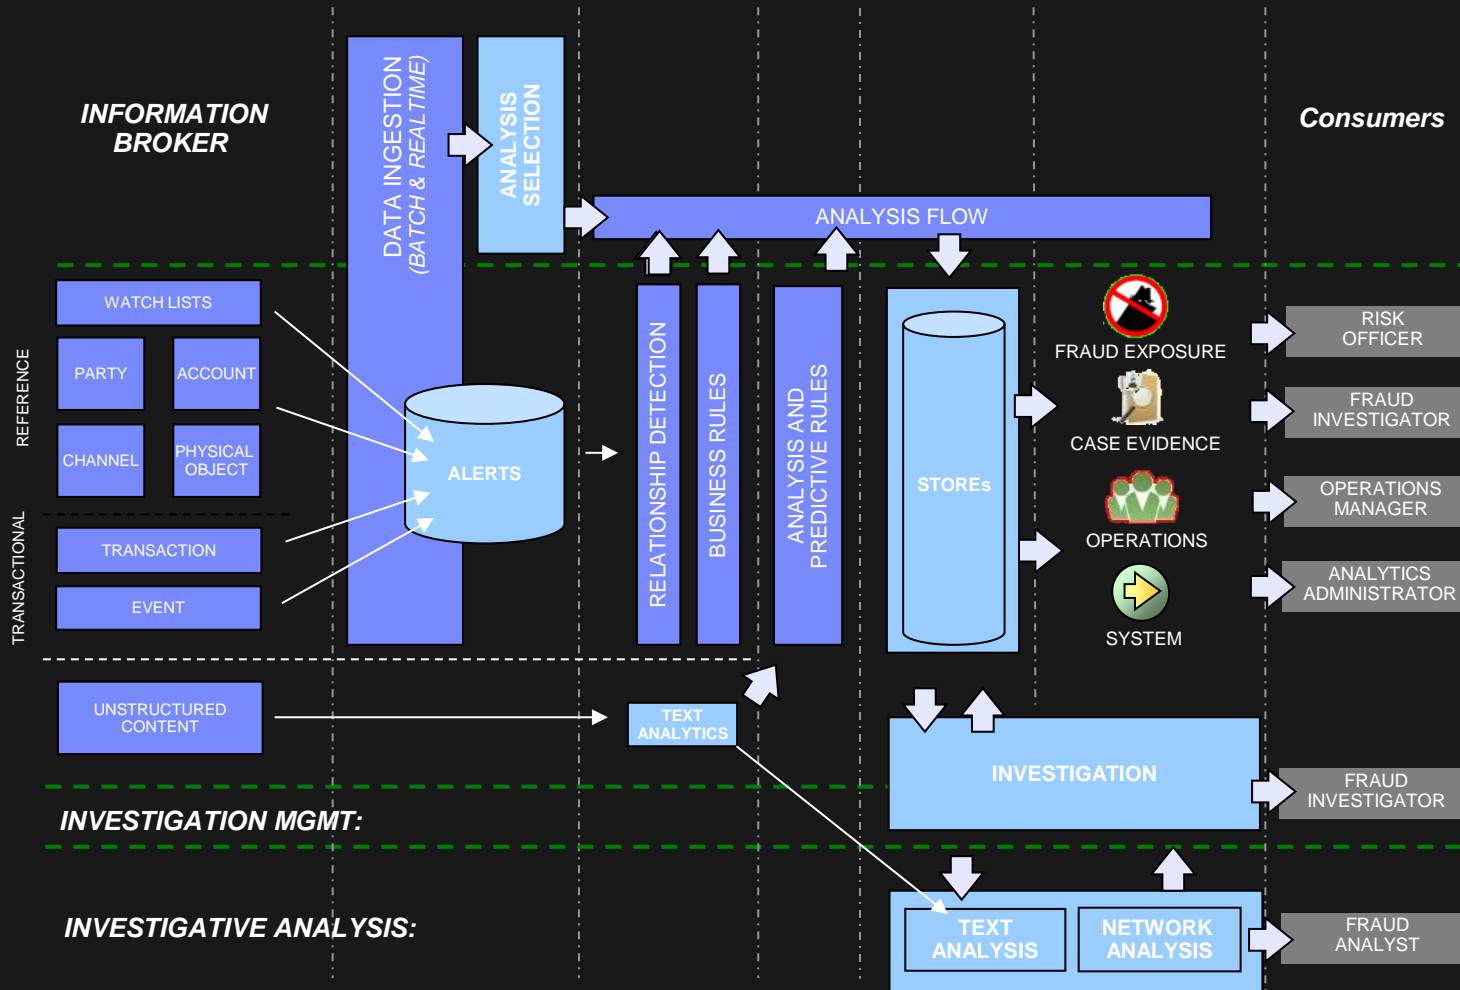 INFORMATION
BROKER
DATA INGESTION
(BATCH & REALTIME)
ANALYSIS
SELECTION
Consumers
ANALYSIS FLOW
REFERENCE
WATCH LISTS
PARTY
ACCOUNT
CHANNEL
PHYSICAL
OBJECT
TRANSACTIONAL
TRANSACTION
EVENT
ALERTS
RELATIONSHIP DETECTION
BUSINESS RULES
ANALYSIS AND
PREDICTIVE RULES
STOREs
FRAUD EXPOSURE
CASE EVIDENCE
OPERATIONS
SYSTEM
RISK
OFFICER
FRAUD
INVESTIGATOR
OPERATIONS
MANAGER
ANALYTICS
ADMINISTRATOR
UNSTRUCTURED
CONTENT
TEXT
ANALYTICS
INVESTIGATION
FRAUD
INVESTIGATOR
INVESTIGATION MGMT:
INVESTIGATIVE ANALYSIS:
TEXT
ANALYSIS
NETWORK
ANALYSIS
FRAUD
ANALYST